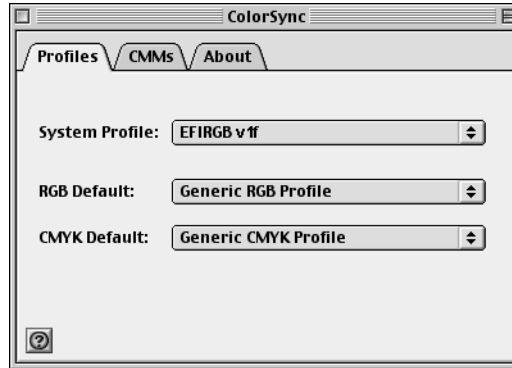 ColorSync
Profiles CMMs About
System Profile: EFIRGB v1f
RGB Default: Generic RGB Profile
CMYK Default: Generic CMYK Profile
?